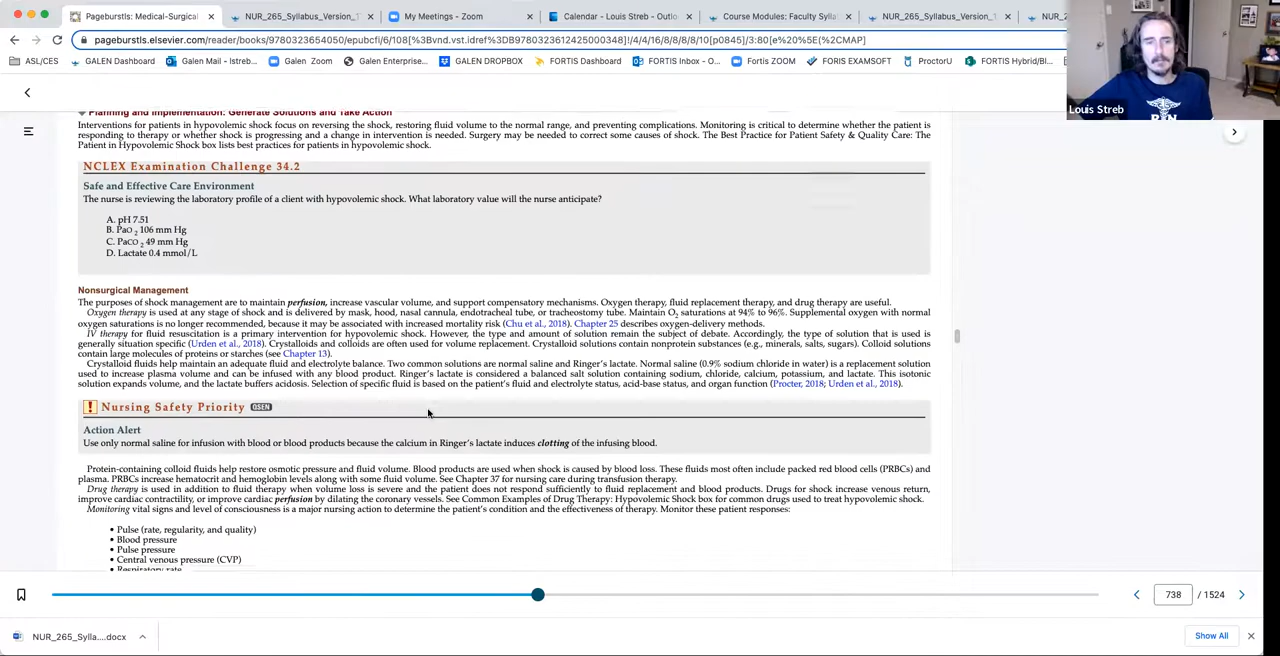 Pageburstls: Medical-Surgical
NUR_265_Syllabus_Version_1
My Meetings - Zoom
Calendar - Louis Streb - Outlo
Course Modules: Faculty Sylla
NUR_265_Syllabus_Version_1
NUR_2
pageburstls.elsevier.com/reader/books/9780323654050/epubcfi/6/108[%3Bvnd.vst.idref%3DB9780323612425000348]!/4/4/16/8/8/8/8/10[p0845]/3:80[e%20%5E(%2CMAP]
ASL/CES
GALEN Dashboard
Galen Mail - lstreb...
Galen Zoom
Galen Enterprise...
GALEN DROPBOX
FORTIS Dashboard
FORTIS Inbox - O...
Fortis ZOOM
FORIS EXAMSOFT
ProctorU
FORTIS Hybrid/Bl...
Louis Streb
Planning and Implementation: Generate Solutions and Take Action
Interventions for patients in hypovolemic shock focus on reversing the shock, restoring fluid volume to the normal range, and preventing complications. Monitoring is critical to determine whether the patient is
responding to therapy or whether shock is progressing and a change in intervention is needed. Surgery may be needed to correct some causes of shock. The Best Practice for Patient Safety & Quality Care: The
Patient in Hypovolemic Shock box lists best practices for patients in hypovolemic shock.
NCLEX Examination Challenge 34.2
Safe and Effective Care Environment
The nurse is reviewing the laboratory profile of a client with hypovolemic shock. What laboratory value will the nurse anticipate?
A. pH 7.51
B. PaO 2 106 mm Hg
C. PaCO 2 49 mm Hg
D. Lactate 0.4 mmol/L
Nonsurgical Management
The purposes of shock management are to maintain perfusion, increase vascular volume, and support compensatory mechanisms. Oxygen therapy, fluid replacement therapy, and drug therapy are useful.
Oxygen therapy is used at any stage of shock and is delivered by mask, hood, nasal cannula, endotracheal tube, or tracheostomy tube. Maintain O2 saturations at 94% to 96%. Supplemental oxygen with normal
oxygen saturations is no longer recommended, because it may be associated with increased mortality risk (Chu et al., 2018). Chapter 25 describes oxygen-delivery methods.
IV therapy for fluid resuscitation is a primary intervention for hypovolemic shock. However, the type and amount of solution remain the subject of debate. Accordingly, the type of solution that is used is
generally situation specific (Urden et al., 2018). Crystalloids and colloids are often used for volume replacement. Crystalloid solutions contain nonprotein substances (e.g., minerals, salts, sugars). Colloid solutions
contain large molecules of proteins or starches (see Chapter 13).
Crystalloid fluids help maintain an adequate fluid and electrolyte balance. Two common solutions are normal saline and Ringer's lactate. Normal saline (0.9% sodium chloride in water) is a replacement solution
used to increase plasma volume and can be infused with any blood product. Ringer's lactate is considered a balanced salt solution containing sodium, chloride, calcium, potassium, and lactate. This isotonic
solution expands volume, and the lactate buffers acidosis. Selection of specific fluid is based on the patient's fluid and electrolyte status, acid-base status, and organ function (Procter, 2018; Urden et al., 2018).
! Nursing Safety Priority QSEN
Action Alert
Use only normal saline for infusion with blood or blood products because the calcium in Ringer's lactate induces clotting of the infusing blood.
Protein-containing colloid fluids help restore osmotic pressure and fluid volume. Blood products are used when shock is caused by blood loss. These fluids most often include packed red blood cells (PRBCs) and
plasma. PRBCs increase hematocrit and hemoglobin levels along with some fluid volume. See Chapter 37 for nursing care during transfusion therapy.
Drug therapy is used in addition to fluid therapy when volume loss is severe and the patient does not respond sufficiently to fluid replacement and blood products. Drugs for shock increase venous return,
improve cardiac contractility, or improve cardiac perfusion by dilating the coronary vessels. See Common Examples of Drug Therapy: Hypovolemic Shock box for common drugs used to treat hypovolemic shock.
Monitoring vital signs and level of consciousness is a major nursing action to determine the patient's condition and the effectiveness of therapy. Monitor these patient responses:
• Pulse (rate, regularity, and quality)
• Blood pressure
• Pulse pressure
• Central venous pressure (CVP)
• Respiratory rate
738 / 1524
NUR_265_Sylla....docx
Show All